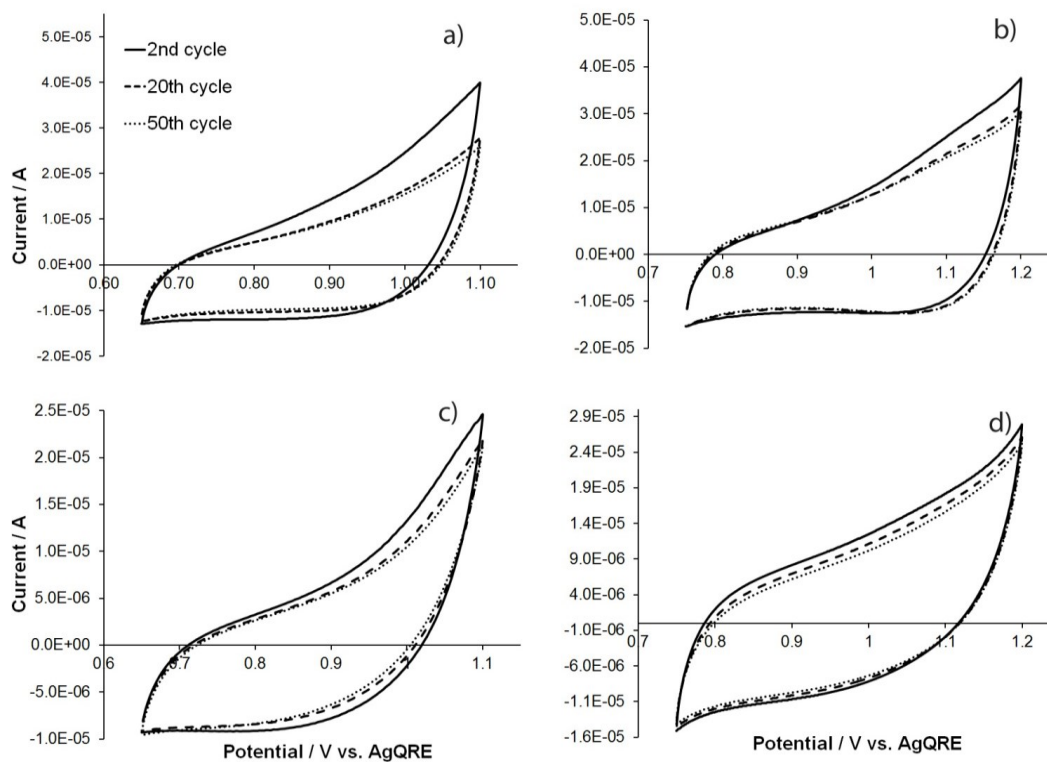 a)
5.0E-05
4.0E-05
3.0E-05
2.0E-05
1.0E-05
0.0E+00
-1.0E-05
-2.0E-05
2nd cycle
20th cycle
50th cycle
0.60 0.70 0.80 0.90 1.00 1.10
Current / A
b)
5.0E-05
4.0E-05
3.0E-05
2.0E-05
1.0E-05
0.0E+00
-1.0E-05
-2.0E-05
0.7 0.8 0.9 1 1.1 1.2
c)
2.5E-05
2.0E-05
1.5E-05
1.0E-05
5.0E-06
0.0E+00
-5.0E-06
-1.0E-05
0.6 0.7 0.8 0.9 1 1.1
Current / A
Potential / V vs. AgQRE
d)
2.9E-05
2.4E-05
1.9E-05
1.4E-05
9.0E-06
4.0E-06
-1.0E-06
-6.0E-06
-1.1E-05
-1.6E-05
0.7 0.8 0.9 1 1.1 1.2
Potential / V vs. AgQRE